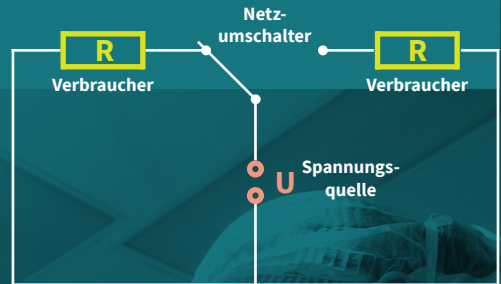 Netz-
umschalter
R
R
Verbraucher
Verbraucher
U
Spannungs-
quelle